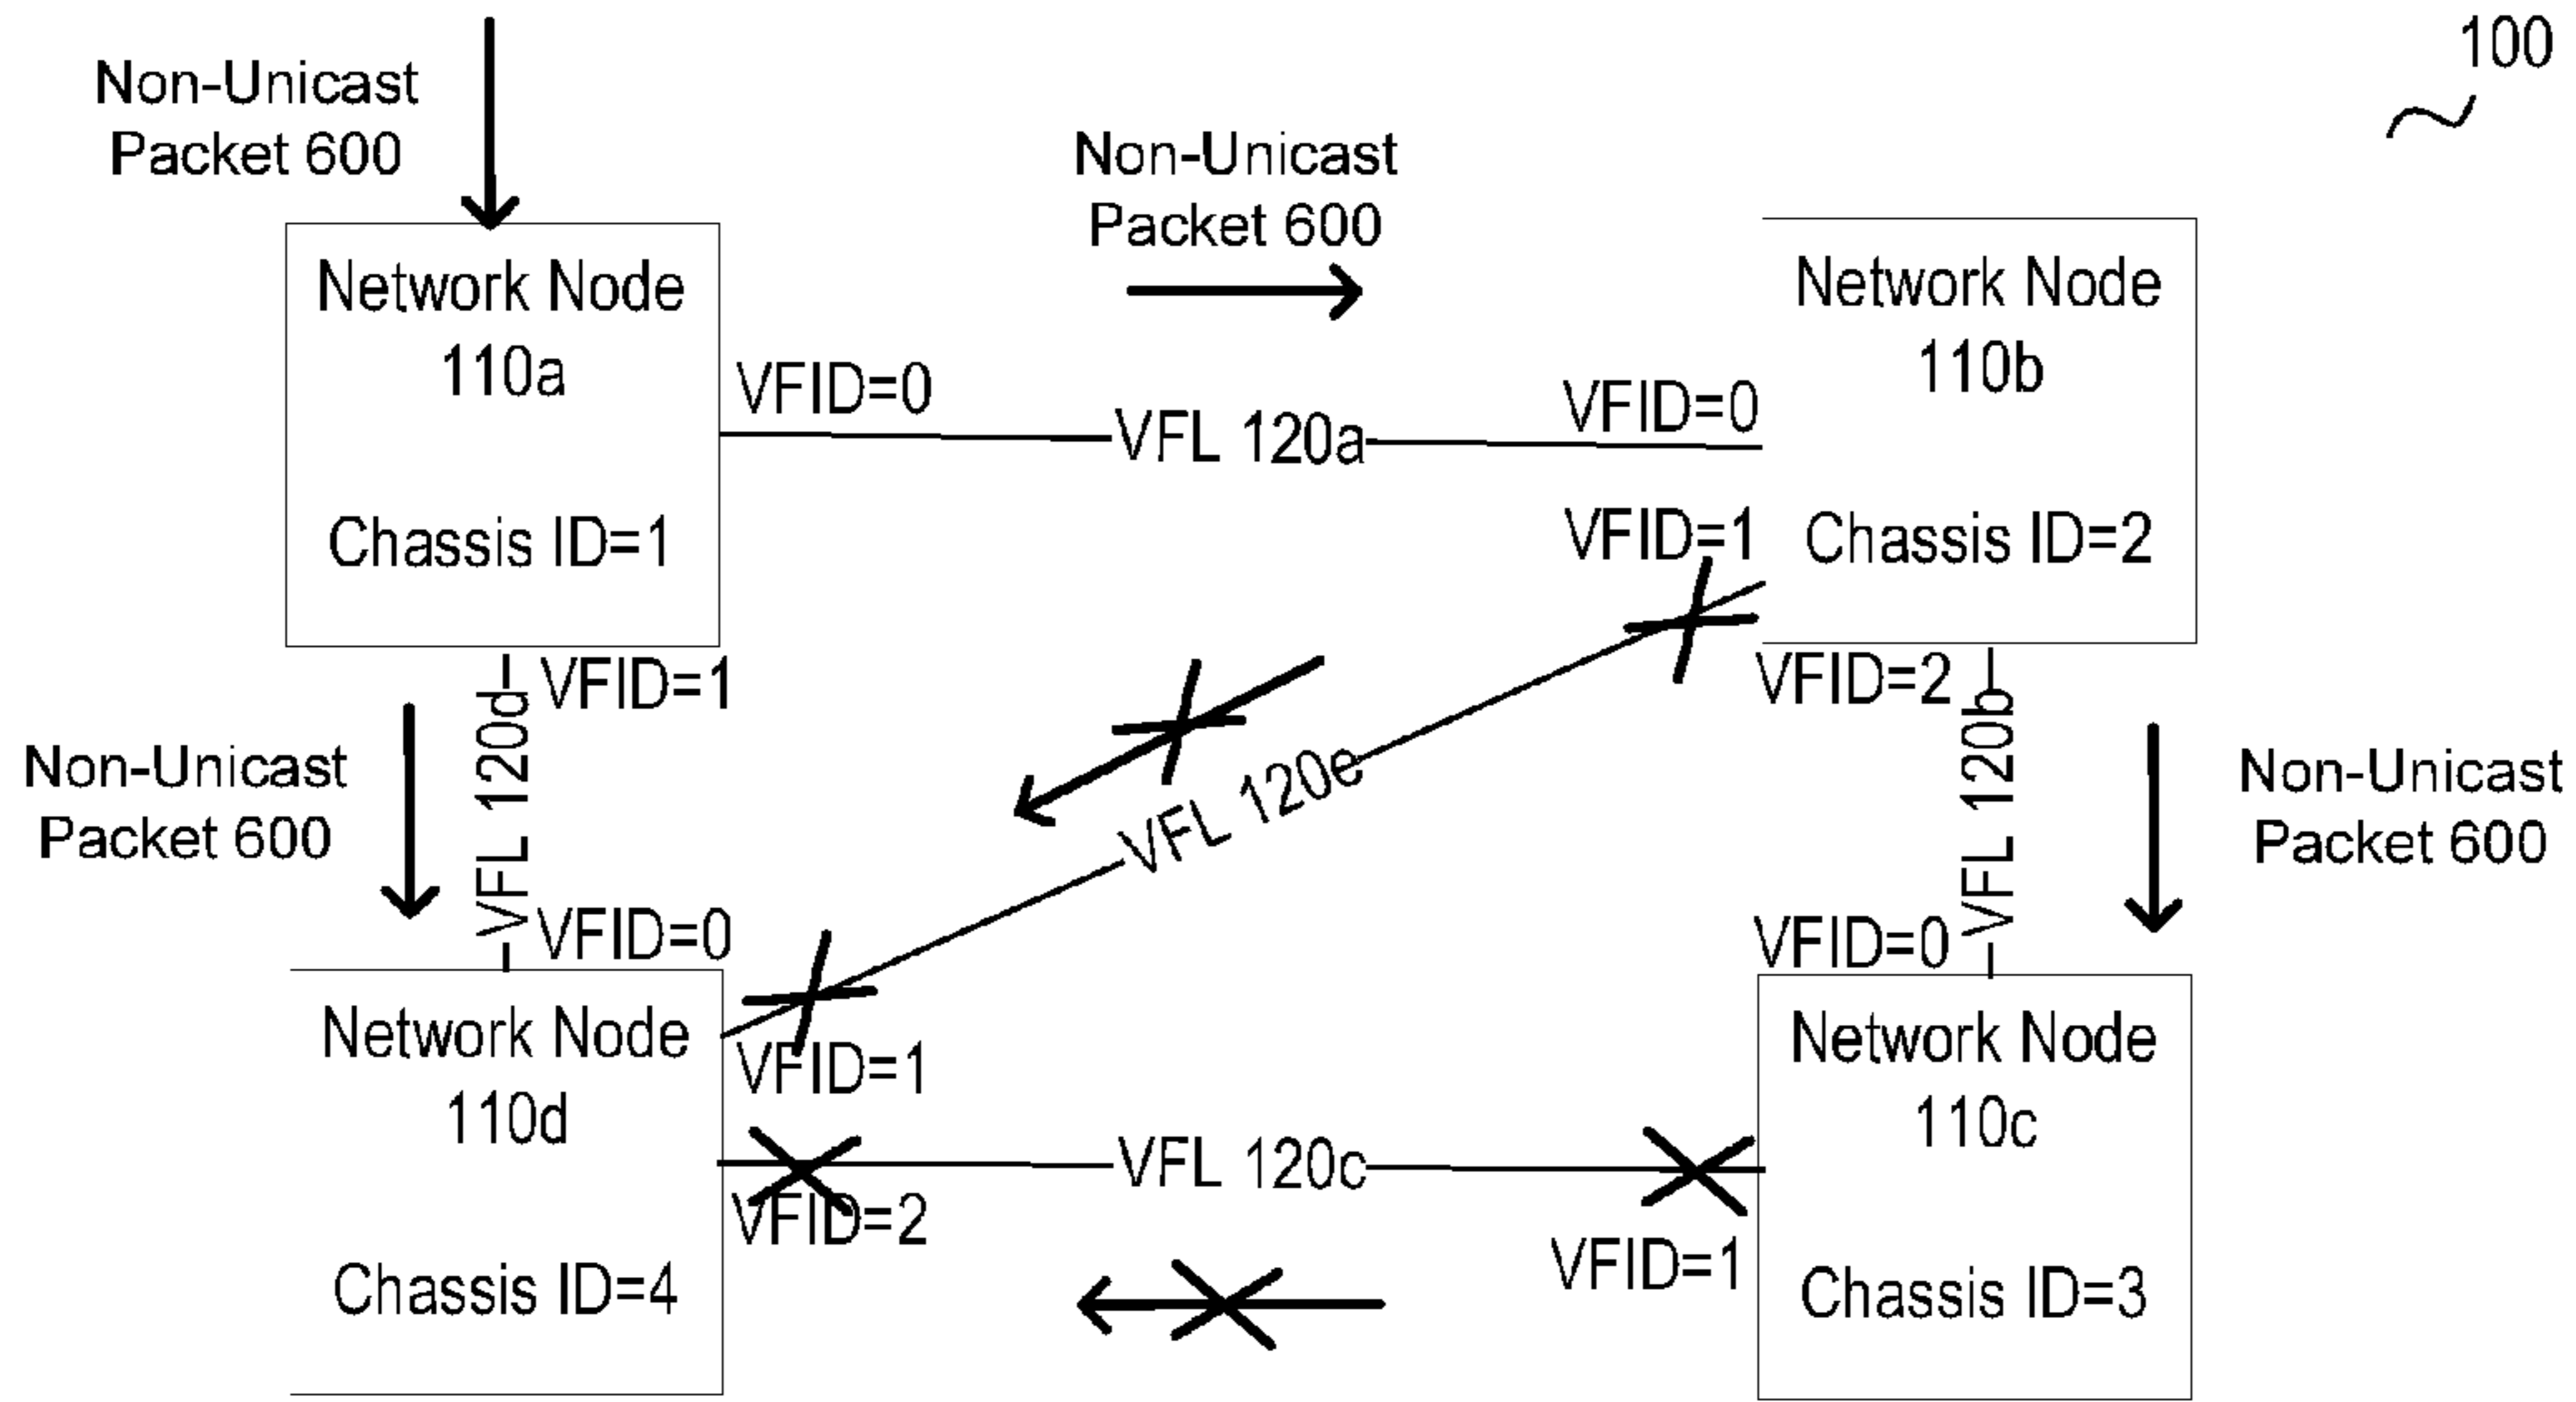 100
Non-Unicast
Packet 600
Non-Unicast
Packet 600
Network Node
110a
Chassis ID=1
Network Node
110b
Chassis ID=2
VFID=0
VFL 120a
VFID=0
VFID=1
VFID=1
VFL 120d
VFID=2
VFL 120b
Non-Unicast
Packet 600
VFL 120e
Non-Unicast
Packet 600
VFID=0
VFID=0
Network Node
110d
Chassis ID=4
VFID=1
VFL 120c
VFID=2
VFID=1
Network Node
110c
Chassis ID=3